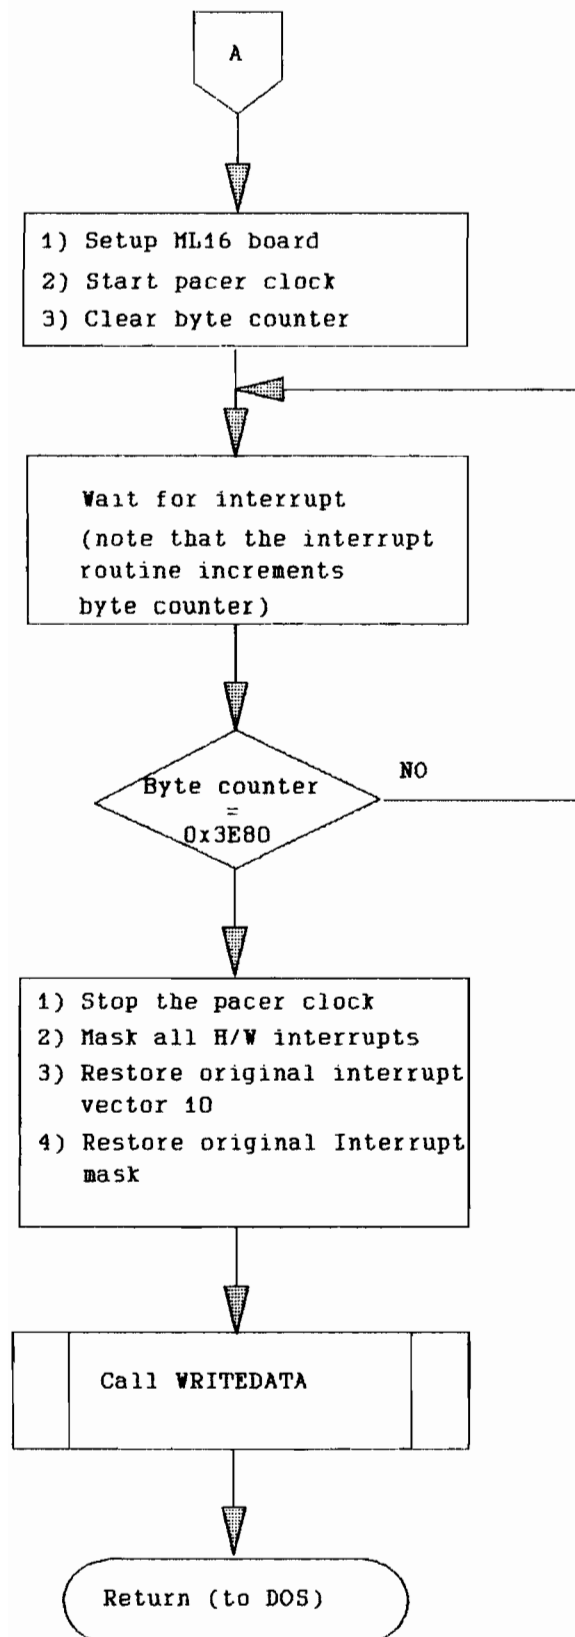 A
1) Setup ML16 board
2) Start pacer clock
3) Clear byte counter
Wait for interrupt
(note that the interrupt
routine increments
byte counter)
NO
Byte counter
=
0x3E80
1) Stop the pacer clock
2) Mask all H/W interrupts
3) Restore original interrupt
vector 10
4) Restore original Interrupt
mask
Call WRITEDATA
Return (to DOS)